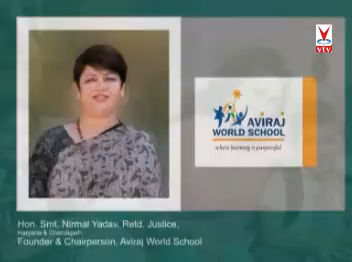 vtv
AVIRAJ
WORLD SCHOOL
where learning is purposeful
Hon. Smt. Nirmal Yadav, Retd. Justice,
Haryana & Chandigarh
Founder & Chairperson, Aviraj World School